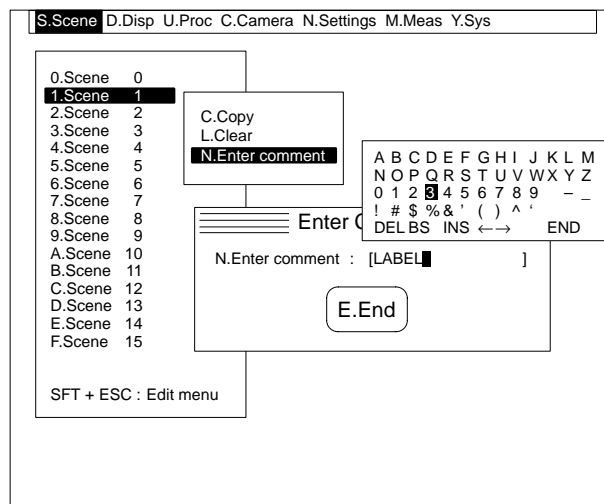 S.Scene D.Disp U.Proc C.Camera N.Settings M.Meas Y.Sys
0.Scene 0
1.Scene 1
2.Scene 2
3.Scene 3
4.Scene 4
5.Scene 5
6.Scene 6
7.Scene 7
8.Scene 8
9.Scene 9
A.Scene 10
B.Scene 11
C.Scene 12
D.Scene 13
E.Scene 14
F.Scene 15
SFT + ESC : Edit menu
C.Copy
L.Clear
N.Enter comment
A B C D E F G H I J K L M
N O P Q R S T U V W X Y Z
0 1 2 3 4 5 6 7 8 9 – _
! # $ % & ' ( ) ^ ‘
DEL BS INS ←→ END
Enter
N.Enter comment : [LABEL ]
E.End